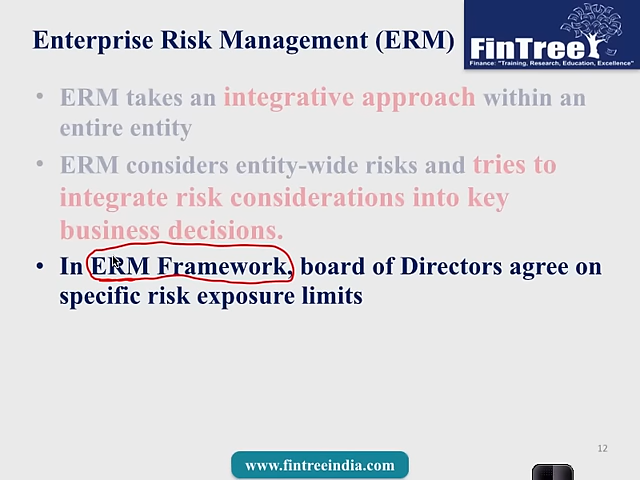 Enterprise Risk Management (ERM)
FinTree
Finance: "Training, Research, Education, Excellence"
• ERM takes an integrative approach within an
entire entity
• ERM considers entity-wide risks and tries to
integrate risk considerations into key
business decisions.
• In ERM Framework, board of Directors agree on
specific risk exposure limits
12
www.fintreeindia.com